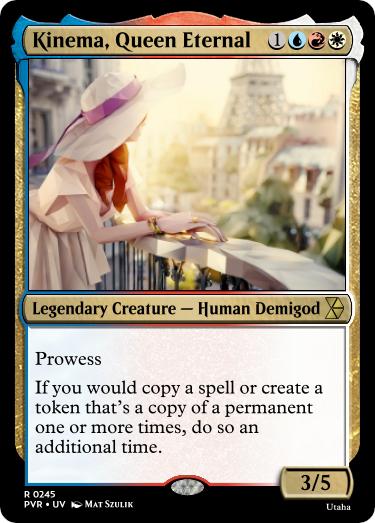 Kinema, Queen Eternal 1
Legendary Creature — Human Demigod
Prowess
If you would copy a spell or create a
token that's a copy of a permanent
one or more times, do so an
additional time.
3/5
R 0245
PVR • UV Mat Szulik
Utaha